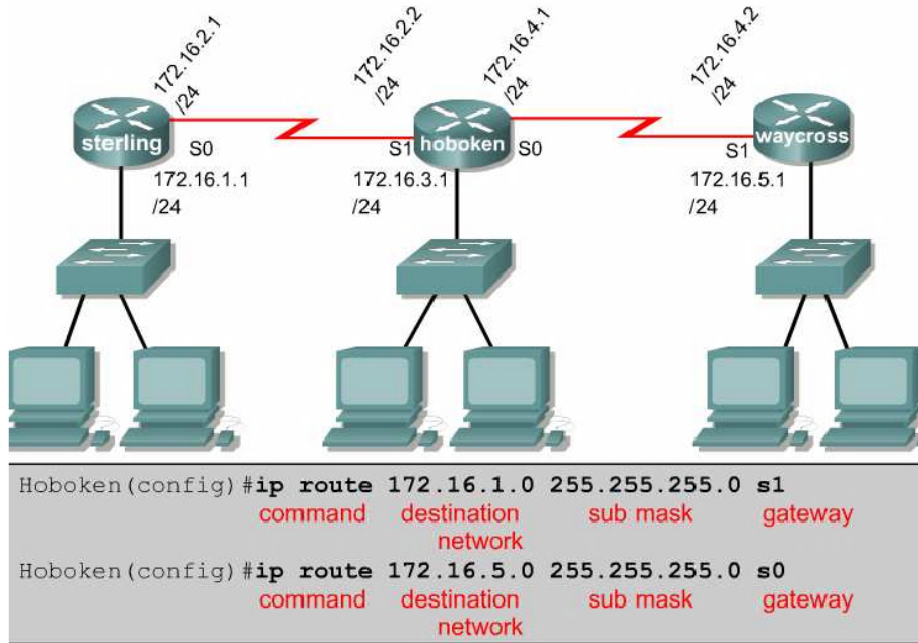 172.16.2.1
/24
172.16.2.2
/24
172.16.4.1
/24
172.16.4.2
/24
sterling
S0
S1
hoboken
S0
S1
waycross
172.16.1.1
/24
172.16.3.1
/24
172.16.5.1
/24
Hoboken(config)#ip route 172.16.1.0 255.255.255.0 s1
command destination sub mask gateway
network
Hoboken(config)#ip route 172.16.5.0 255.255.255.0 s0
command destination sub mask gateway
network